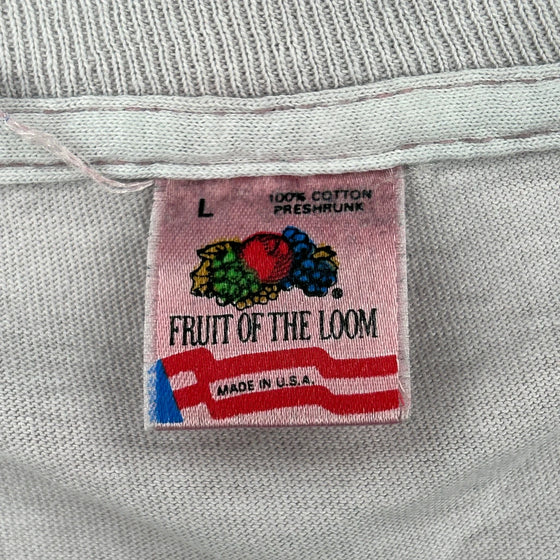 L
100% COTTON
PRESHRUNK
®
FRUIT OF THE LOOM
MADE IN U.S.A.